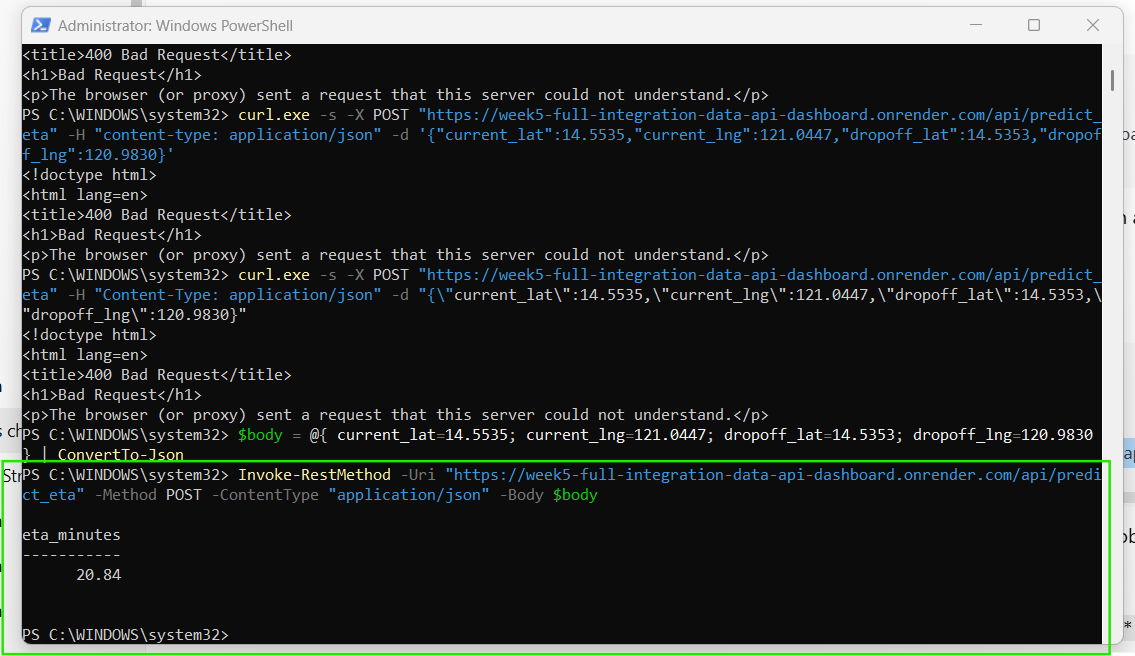 Administrator: Windows PowerShell
<title>400 Bad Request</title>
<h1>Bad Request</h1>
<p>The browser (or proxy) sent a request that this server could not understand.</p>
PS C:\WINDOWS\system32> curl.exe -s -X POST "https://week5-full-integration-data-api-dashboard.onrender.com/api/predict_
eta" -H "content-type: application/json" -d '{"current_lat":14.5535,"current_lng":121.0447,"dropoff_lat":14.5353,"dropof
f_lng":120.9830}'
<!doctype html>
<html lang=en>
<title>400 Bad Request</title>
<h1>Bad Request</h1>
<p>The browser (or proxy) sent a request that this server could not understand.</p>
PS C:\WINDOWS\system32> curl.exe -s -X POST "https://week5-full-integration-data-api-dashboard.onrender.com/api/predict_
eta" -H "Content-Type: application/json" -d "{\"current_lat\":14.5535,\"current_lng\":121.0447,\"dropoff_lat\":14.5353,\
"dropoff_lng\":120.9830}"
<!doctype html>
<html lang=en>
<title>400 Bad Request</title>
<h1>Bad Request</h1>
<p>The browser (or proxy) sent a request that this server could not understand.</p>
PS C:\WINDOWS\system32> $body = @{ current_lat=14.5535; current_lng=121.0447; dropoff_lat=14.5353; dropoff_lng=120.9830
} | ConvertTo-Json
PS C:\WINDOWS\system32> Invoke-RestMethod -Uri "https://week5-full-integration-data-api-dashboard.onrender.com/api/predi
ct_eta" -Method POST -ContentType "application/json" -Body $body
eta_minutes
-----------
20.84
PS C:\WINDOWS\system32>